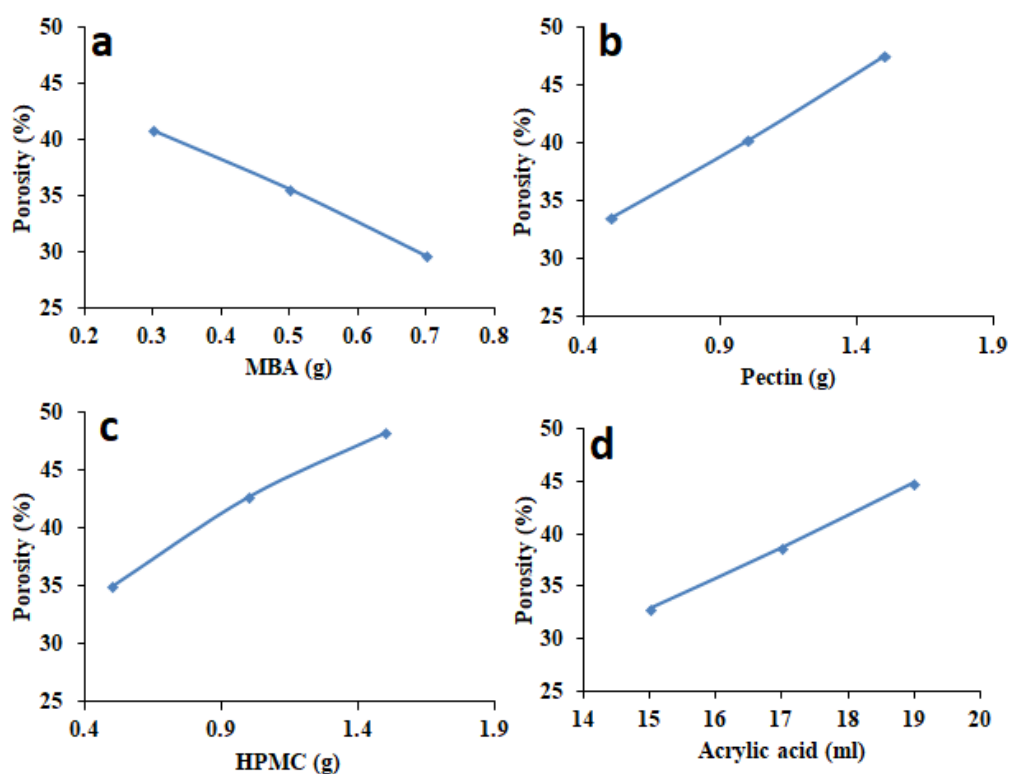 a
Porosity (%)
50
45
40
35
30
25
0.2 0.3 0.4 0.5 0.6 0.7 0.8
MBA (g)
b
Porosity (%)
50
45
40
35
30
25
0.4 0.9 1.4 1.9
Pectin (g)
c
Porosity (%)
50
45
40
35
30
25
0.4 0.9 1.4 1.9
HPMC (g)
d
Porosity (%)
50
45
40
35
30
25
14 15 16 17 18 19 20
Acrylic acid (ml)